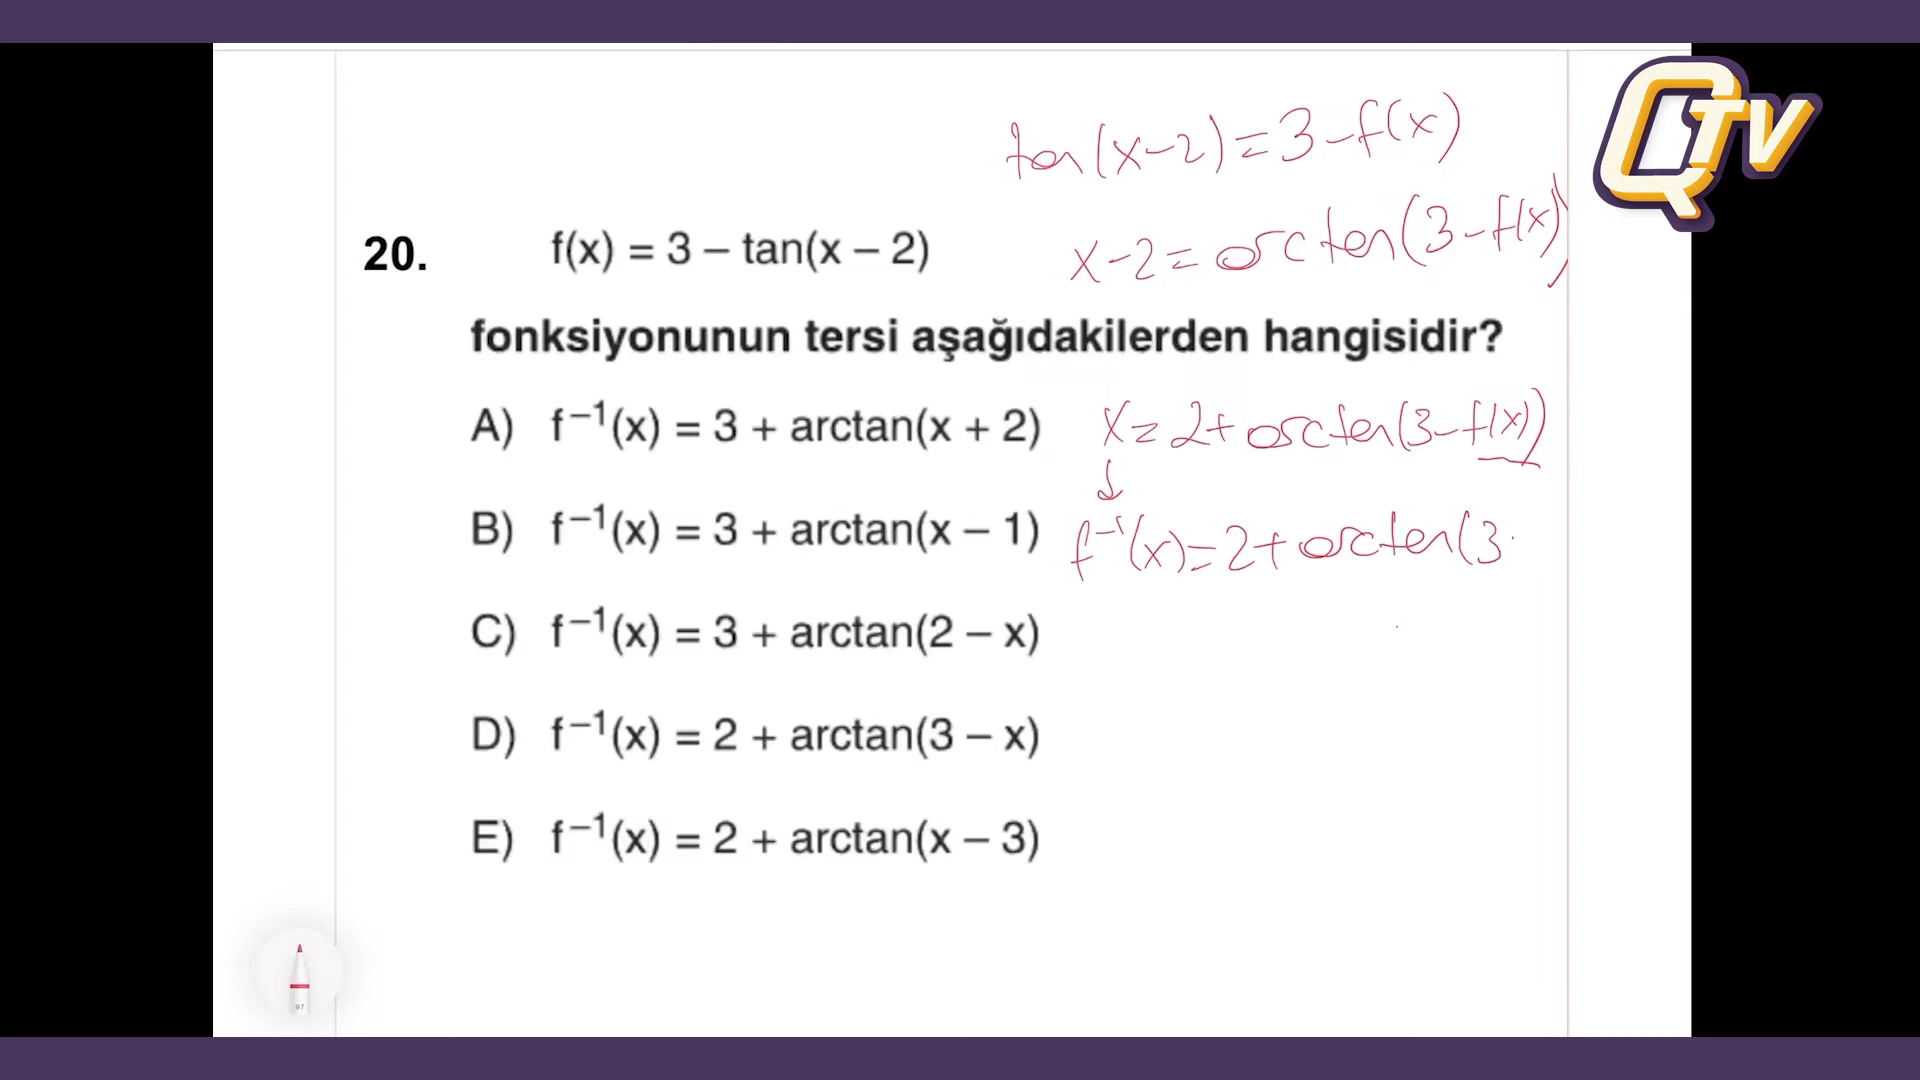 QTV
tan(x-2)=3-f(x)
x-2=arctan(3-f(x))
20. f(x) = 3 – tan(x – 2)
fonksiyonunun tersi aşağıdakilerden hangisidir?
A) f⁻¹(x) = 3 + arctan(x + 2)
x=2+arctan(3-f(x))
B) f⁻¹(x) = 3 + arctan(x – 1)
f⁻¹(x)=2+arctan(3
C) f⁻¹(x) = 3 + arctan(2 – x)
D) f⁻¹(x) = 2 + arctan(3 – x)
E) f⁻¹(x) = 2 + arctan(x – 3)
97